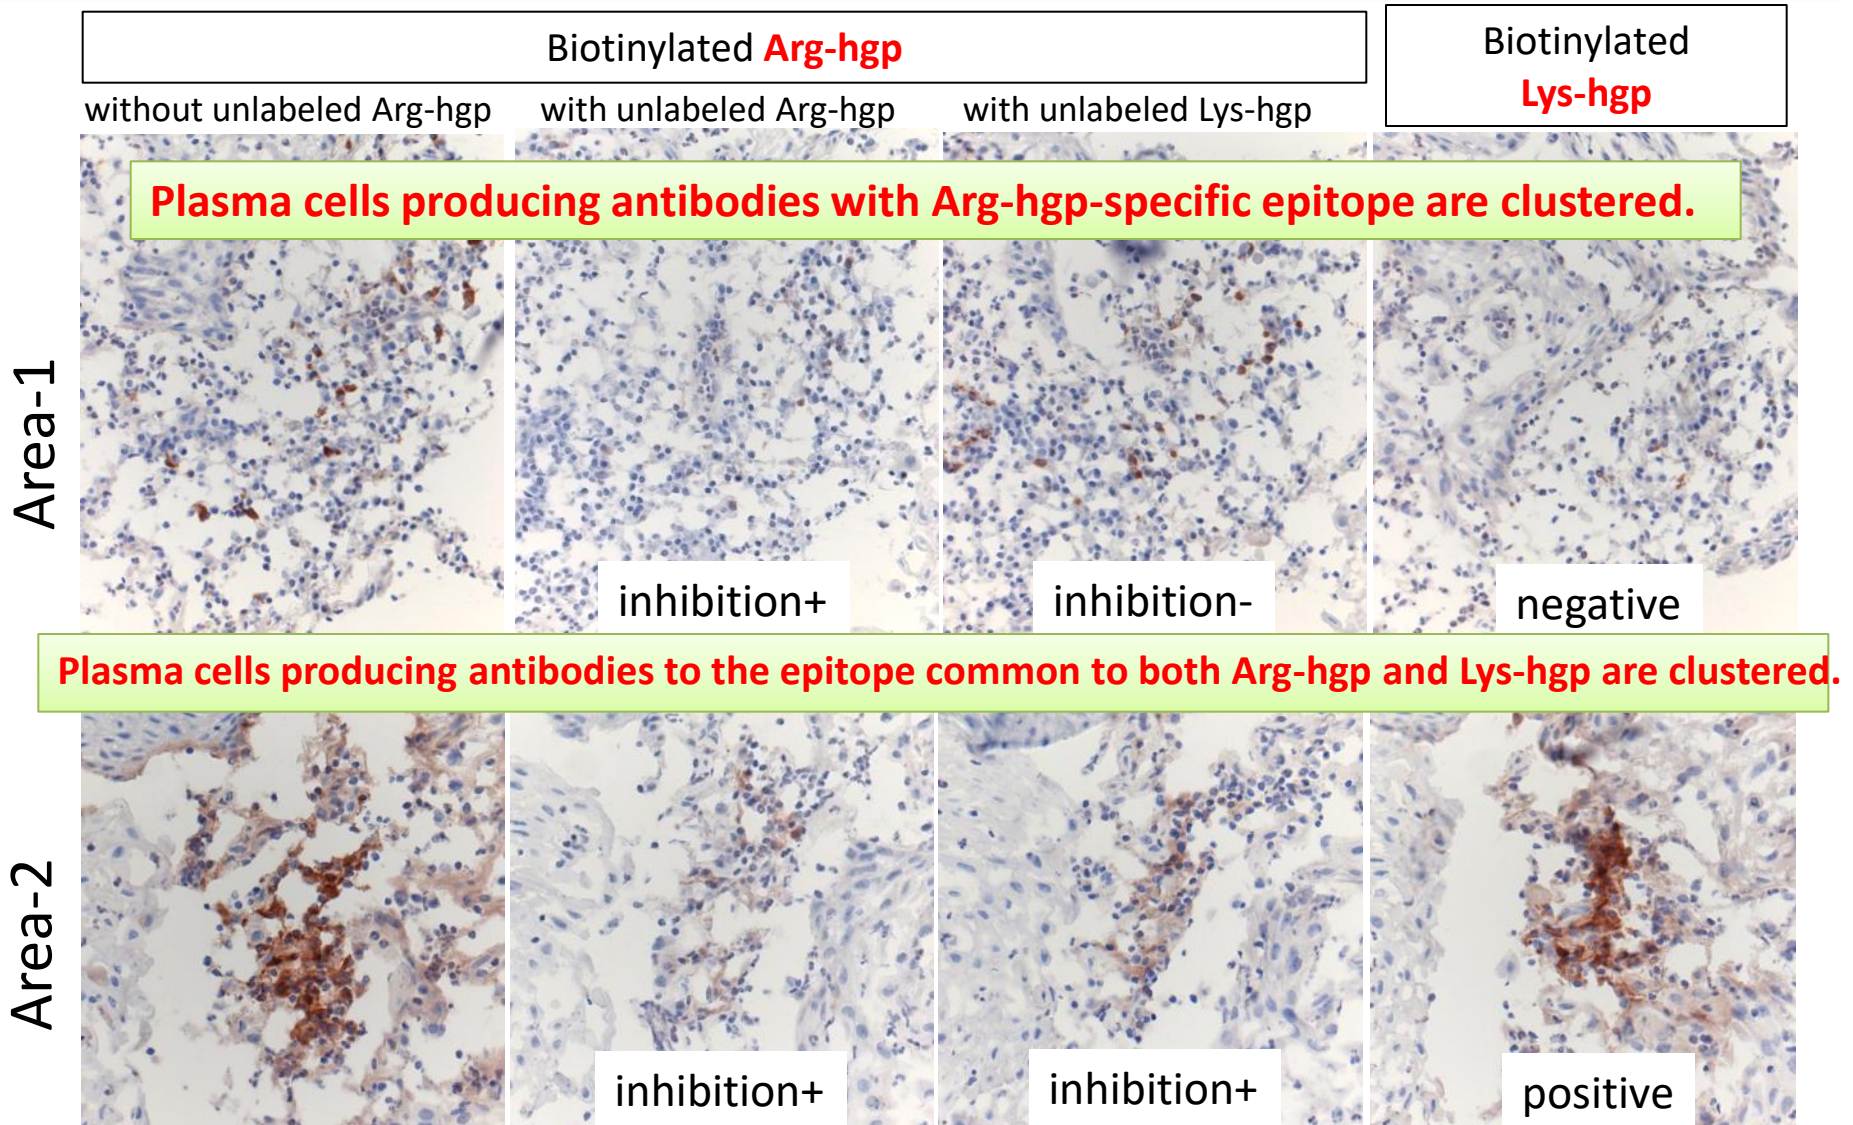 Biotinylated Arg-hgp
Biotinylated
Lys-hgp
without unlabeled Arg-hgp
with unlabeled Arg-hgp
with unlabeled Lys-hgp
Plasma cells producing antibodies with Arg-hgp-specific epitope are clustered.
Area-1
inhibition+
inhibition-
negative
Plasma cells producing antibodies to the epitope common to both Arg-hgp and Lys-hgp are clustered.
Area-2
inhibition+
inhibition+
positive